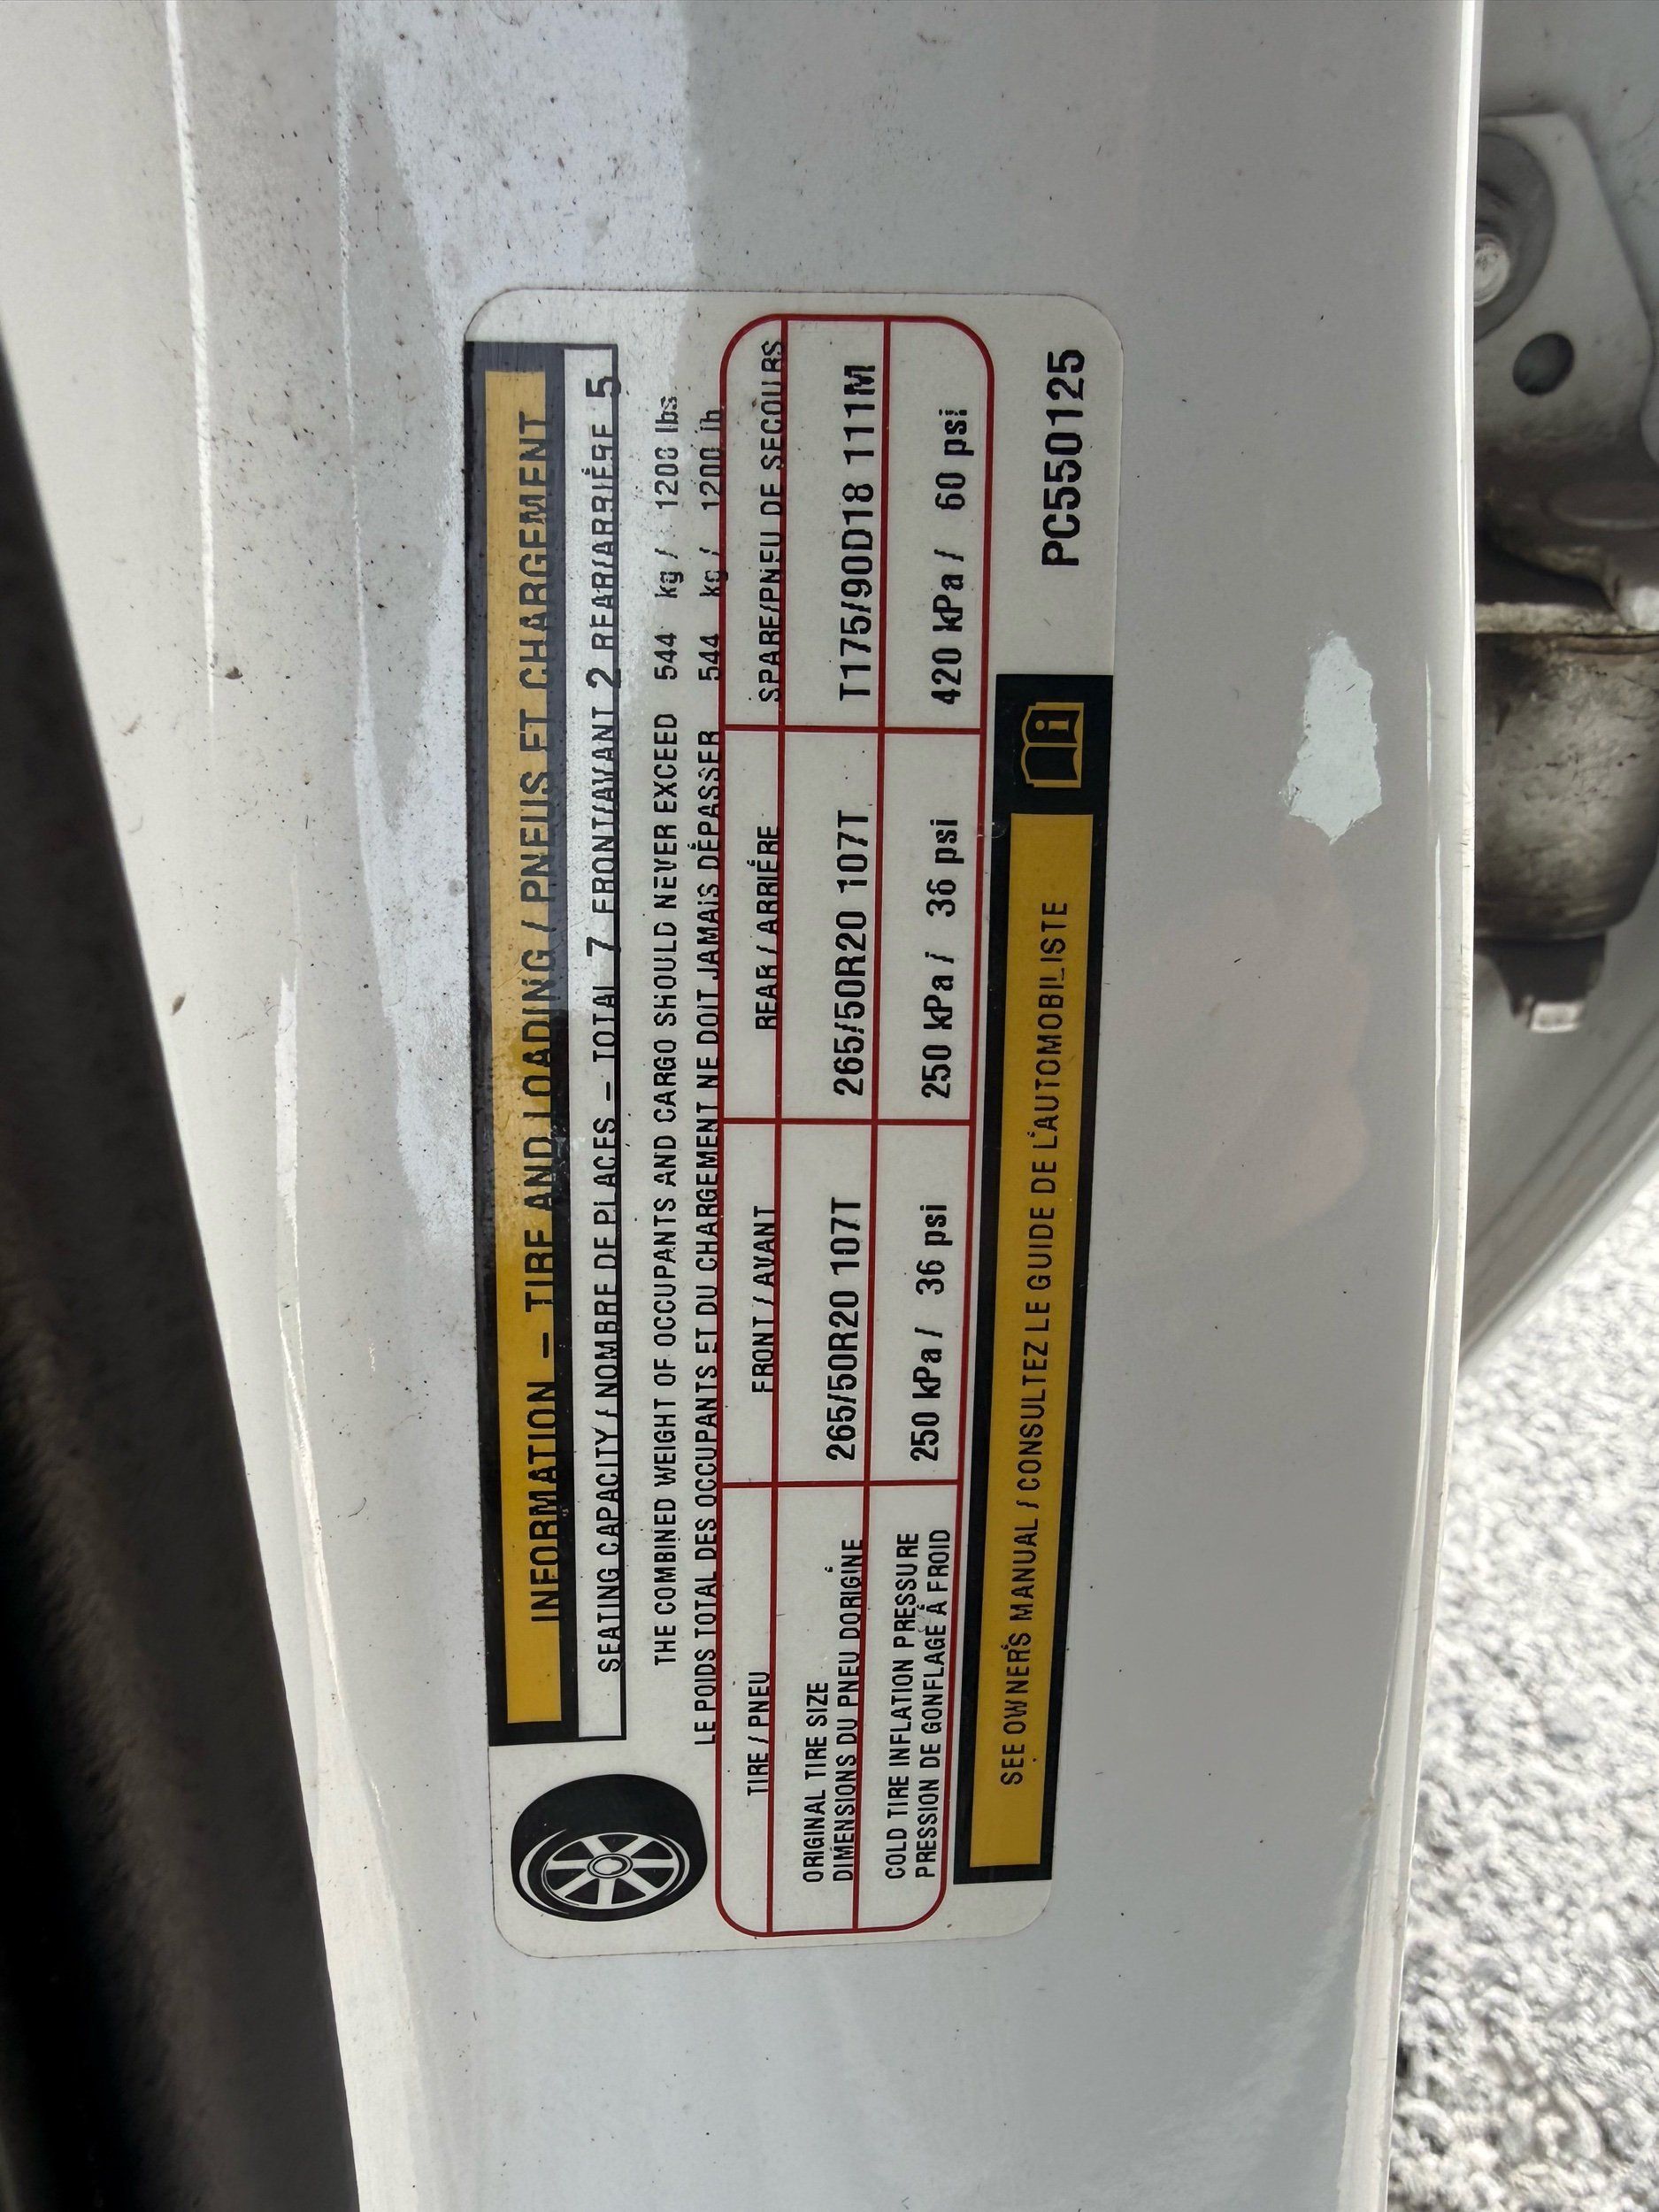 INFORMATION – TIRE AND LOADING / PNEUS ET CHARGEMENT
SEATING CAPACITY / NOMBRE DE PLACES – TOTAL 7 FRONT/AVANT 2 REAR/ARRIÈRE 5
THE COMBINED WEIGHT OF OCCUPANTS AND CARGO SHOULD NEVER EXCEED 544 kg / 1200 lbs
LE POIDS TOTAL DES OCCUPANTS ET DU CHARGEMENT NE DOIT JAMAIS DÉPASSER 544 kg / 1200 lb
TIRE / PNEU FRONT / AVANT REAR / ARRIÈRE SPARE/PNEU DE SECOURS
ORIGINAL TIRE SIZE
DIMENSIONS DU PNEU D'ORIGINE 265/50R20 107T 265/50R20 107T T175/90D18 111M
COLD TIRE INFLATION PRESSURE
PRESSION DE GONFLAGE À FROID 250 kPa / 36 psi 250 kPa / 36 psi 420 kPa / 60 psi
SEE OWNER'S MANUAL / CONSULTEZ LE GUIDE DE L'AUTOMOBILISTE
PC550125